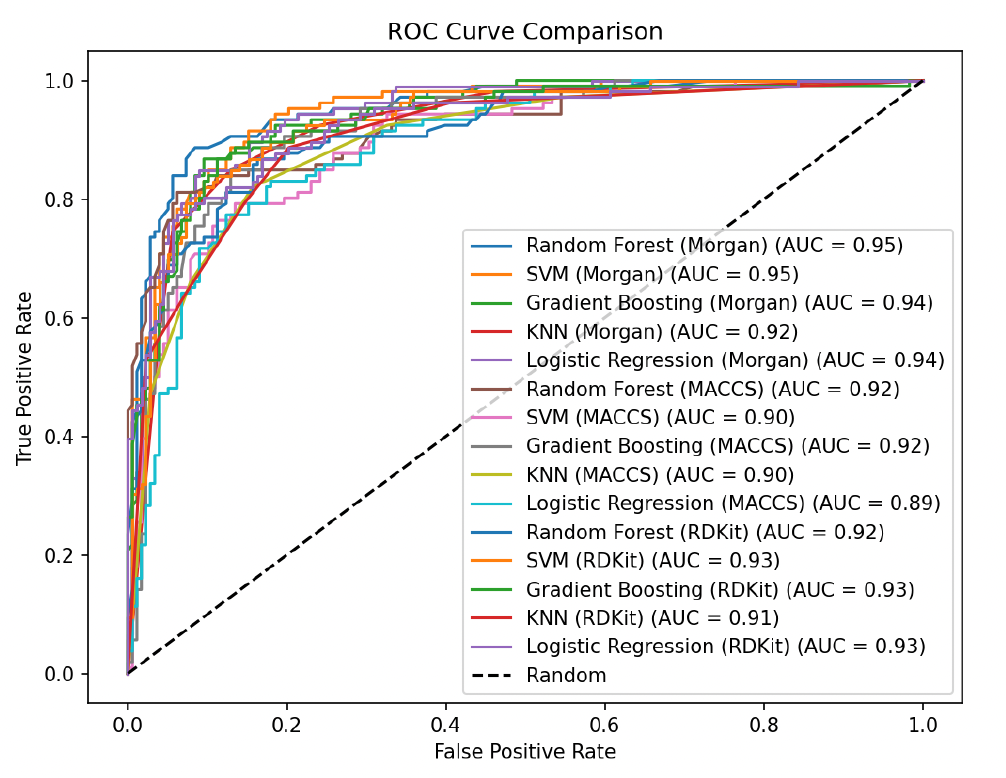 ROC Curve Comparison
True Positive Rate
1.0
0.8
0.6
0.4
0.2
0.0
Random Forest (Morgan) (AUC = 0.95)
SVM (Morgan) (AUC = 0.95)
Gradient Boosting (Morgan) (AUC = 0.94)
KNN (Morgan) (AUC = 0.92)
Logistic Regression (Morgan) (AUC = 0.94)
Random Forest (MACCS) (AUC = 0.92)
SVM (MACCS) (AUC = 0.90)
Gradient Boosting (MACCS) (AUC = 0.92)
KNN (MACCS) (AUC = 0.90)
Logistic Regression (MACCS) (AUC = 0.89)
Random Forest (RDKit) (AUC = 0.92)
SVM (RDKit) (AUC = 0.93)
Gradient Boosting (RDKit) (AUC = 0.93)
KNN (RDKit) (AUC = 0.91)
Logistic Regression (RDKit) (AUC = 0.93)
Random
0.0 0.2 0.4 0.6 0.8 1.0
False Positive Rate